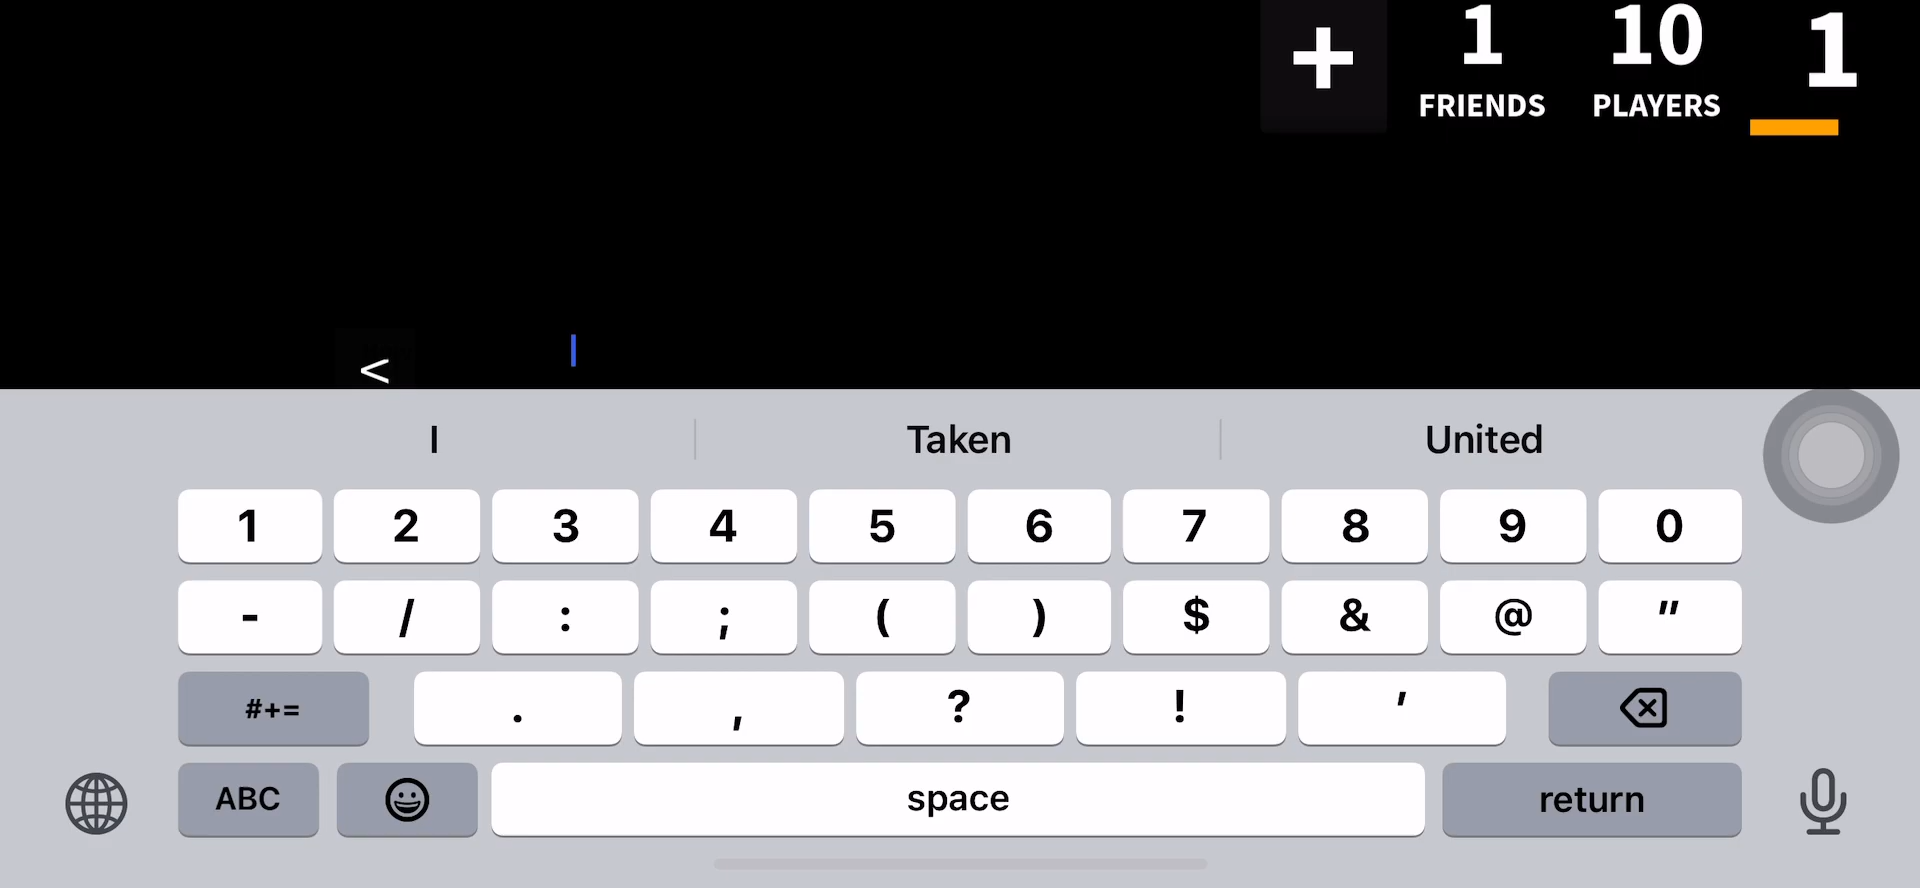 + 1 10 1
FRIENDS PLAYERS
<
I Taken United
1 2 3 4 5 6 7 8 9 0
- / : ; ( ) $ & @ "
#+= . , ? ! '
ABC space return